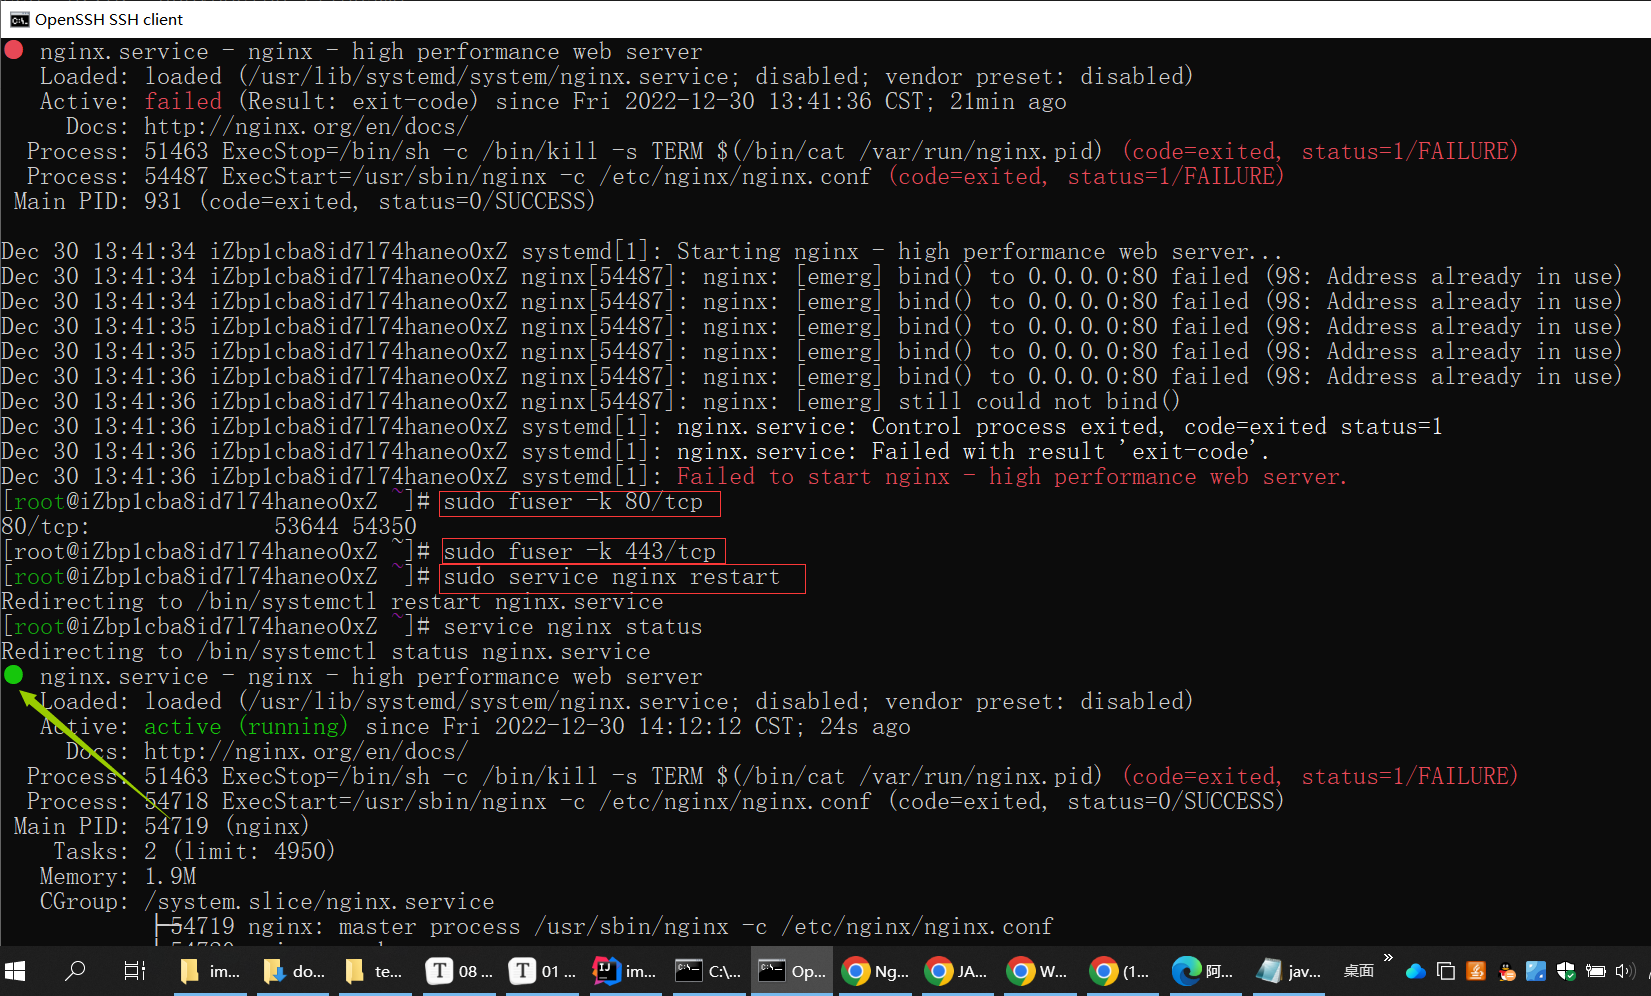 OpenSSH SSH client
nginx.service - nginx - high performance web server
Loaded: loaded (/usr/lib/systemd/system/nginx.service; disabled; vendor preset: disabled)
Active: failed (Result: exit-code) since Fri 2022-12-30 13:41:36 CST; 21min ago
Docs: http://nginx.org/en/docs/
Process: 51463 ExecStop=/bin/sh -c /bin/kill -s TERM $(/bin/cat /var/run/nginx.pid) (code=exited, status=1/FAILURE)
Process: 54487 ExecStart=/usr/sbin/nginx -c /etc/nginx/nginx.conf (code=exited, status=1/FAILURE)
Main PID: 931 (code=exited, status=0/SUCCESS)
Dec 30 13:41:34 iZbp1cba8id7l74haneo0xZ systemd[1]: Starting nginx - high performance web server...
Dec 30 13:41:34 iZbp1cba8id7l74haneo0xZ nginx[54487]: nginx: [emerg] bind() to 0.0.0.0:80 failed (98: Address already in use)
Dec 30 13:41:34 iZbp1cba8id7l74haneo0xZ nginx[54487]: nginx: [emerg] bind() to 0.0.0.0:80 failed (98: Address already in use)
Dec 30 13:41:35 iZbp1cba8id7l74haneo0xZ nginx[54487]: nginx: [emerg] bind() to 0.0.0.0:80 failed (98: Address already in use)
Dec 30 13:41:35 iZbp1cba8id7l74haneo0xZ nginx[54487]: nginx: [emerg] bind() to 0.0.0.0:80 failed (98: Address already in use)
Dec 30 13:41:36 iZbp1cba8id7l74haneo0xZ nginx[54487]: nginx: [emerg] bind() to 0.0.0.0:80 failed (98: Address already in use)
Dec 30 13:41:36 iZbp1cba8id7l74haneo0xZ nginx[54487]: nginx: [emerg] still could not bind()
Dec 30 13:41:36 iZbp1cba8id7l74haneo0xZ systemd[1]: nginx.service: Control process exited, code=exited status=1
Dec 30 13:41:36 iZbp1cba8id7l74haneo0xZ systemd[1]: nginx.service: Failed with result 'exit-code'.
Dec 30 13:41:36 iZbp1cba8id7l74haneo0xZ systemd[1]: Failed to start nginx - high performance web server.
[root@iZbp1cba8id7l74haneo0xZ ~]# sudo fuser -k 80/tcp
80/tcp: 53644 54350
[root@iZbp1cba8id7l74haneo0xZ ~]# sudo fuser -k 443/tcp
[root@iZbp1cba8id7l74haneo0xZ ~]# sudo service nginx restart
Redirecting to /bin/systemctl restart nginx.service
[root@iZbp1cba8id7l74haneo0xZ ~]# service nginx status
Redirecting to /bin/systemctl status nginx.service
nginx.service - nginx - high performance web server
Loaded: loaded (/usr/lib/systemd/system/nginx.service; disabled; vendor preset: disabled)
Active: active (running) since Fri 2022-12-30 14:12:12 CST; 24s ago
Docs: http://nginx.org/en/docs/
Process: 51463 ExecStop=/bin/sh -c /bin/kill -s TERM $(/bin/cat /var/run/nginx.pid) (code=exited, status=1/FAILURE)
Process: 54718 ExecStart=/usr/sbin/nginx -c /etc/nginx/nginx.conf (code=exited, status=0/SUCCESS)
Main PID: 54719 (nginx)
Tasks: 2 (limit: 4950)
Memory: 1.9M
CGroup: /system.slice/nginx.service
├─54719 nginx: master process /usr/sbin/nginx -c /etc/nginx/nginx.conf
im... do... te... 08 ... 01 ... im... C:\... Op... Ng... JA... W... (1... 阿... jav... 桌面 »